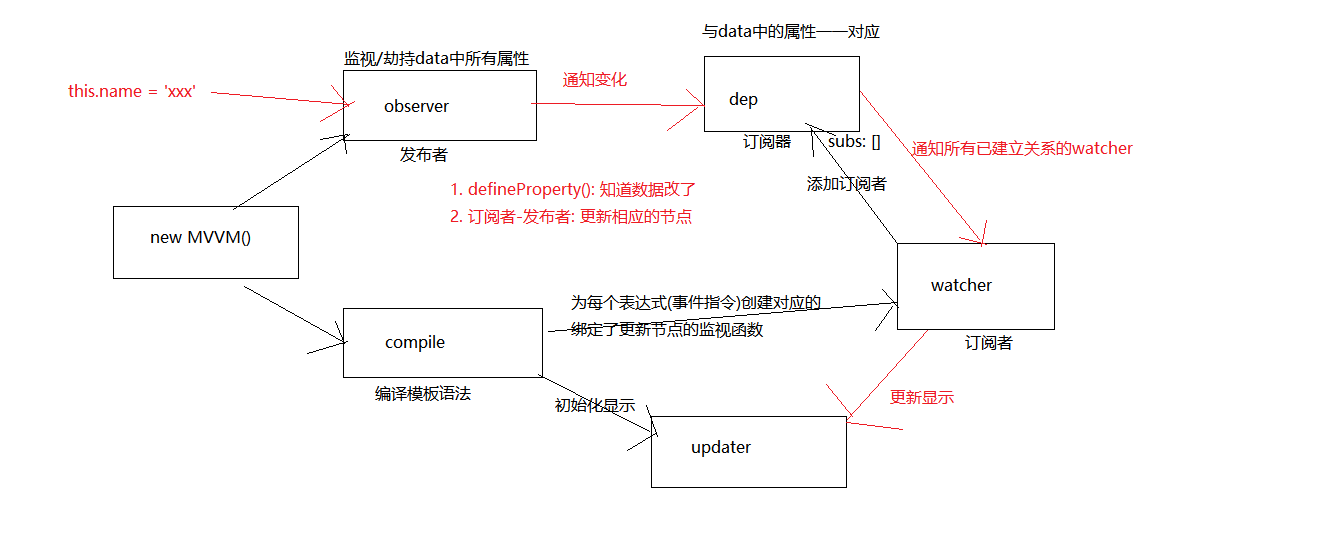 与data中的属性一一对应
监视/劫持data中所有属性
this.name = 'xxx'
observer
通知变化
dep
发布者
订阅器
subs: []
通知所有已建立关系的watcher
1. defineProperty(): 知道数据改了
添加订阅者
2. 订阅者-发布者: 更新相应的节点
new MVVM()
watcher
为每个表达式(事件指令)创建对应的
绑定了更新节点的监视函数
compile
订阅者
编译模板语法
初始化显示
更新显示
updater